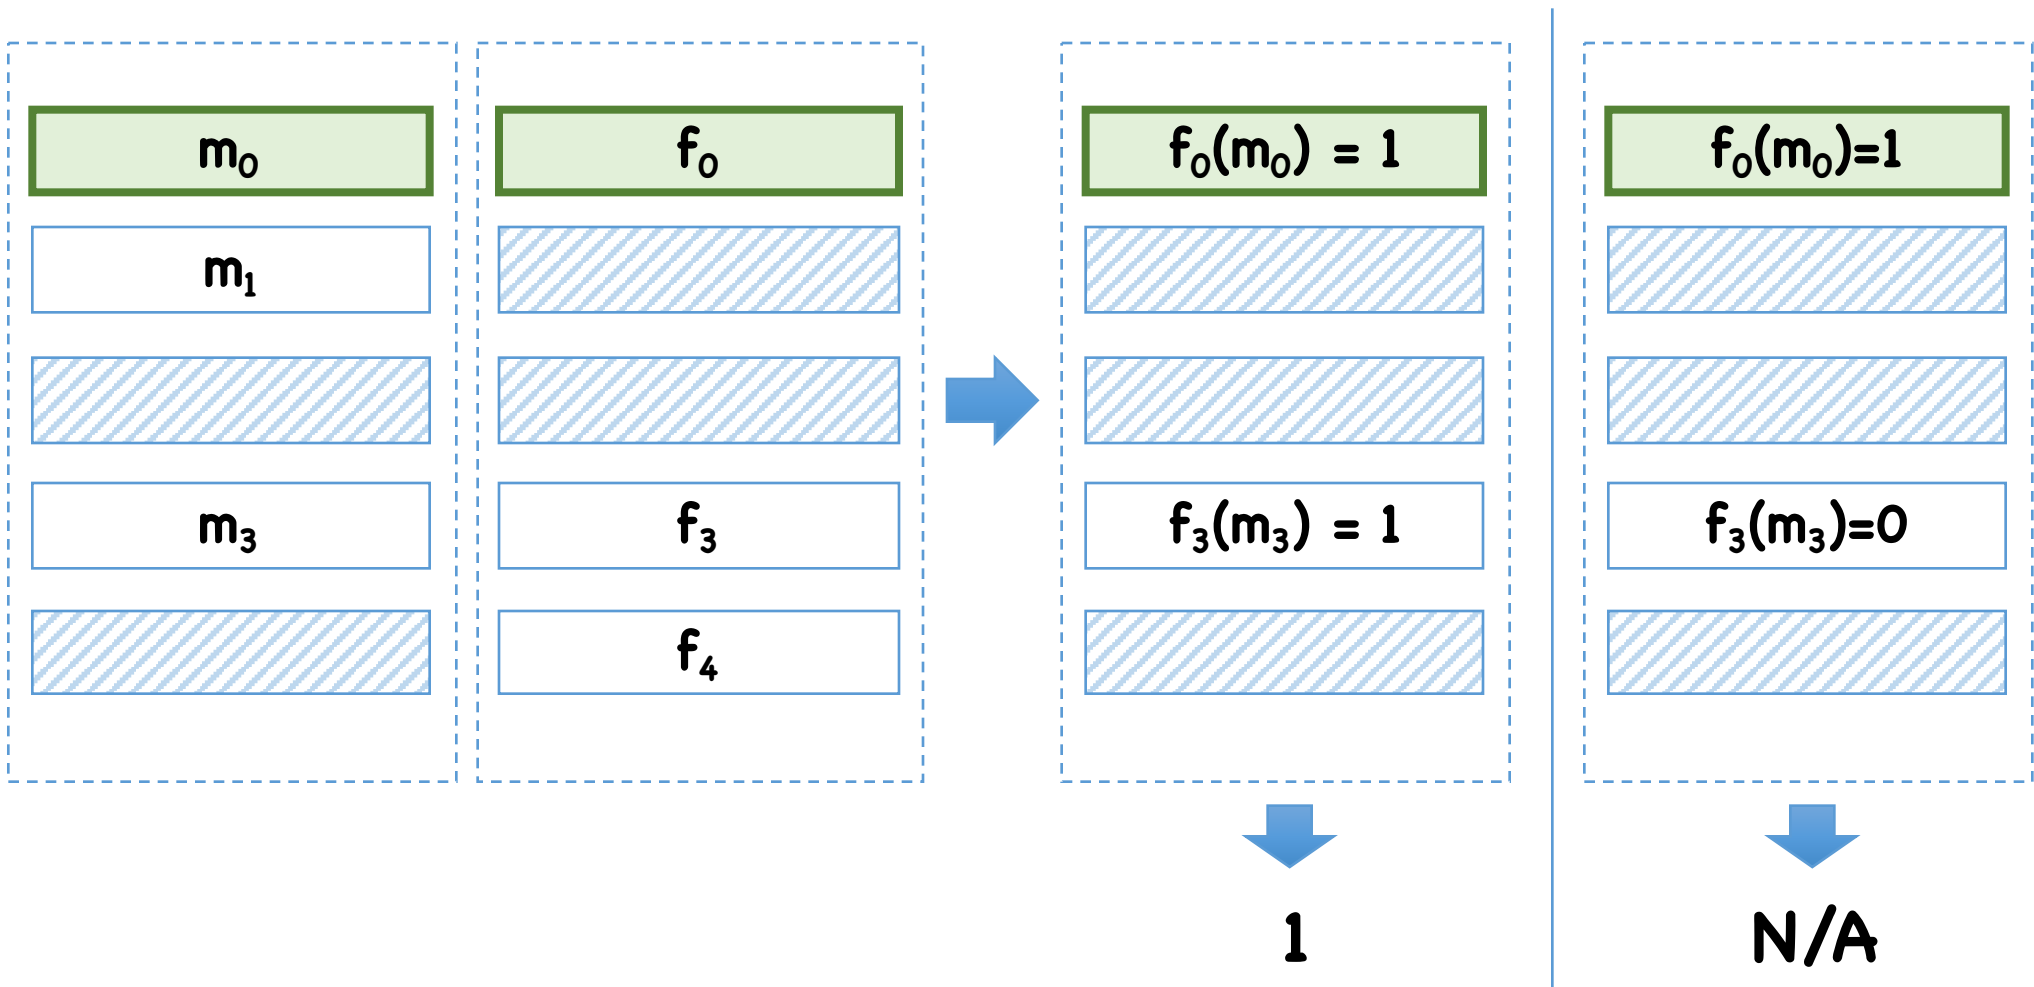 m₀
m₁
m₃
f₀
f₃
f₄
f₀(m₀) = 1
f₃(m₃) = 1
1
f₀(m₀)=1
f₃(m₃)=0
N/A